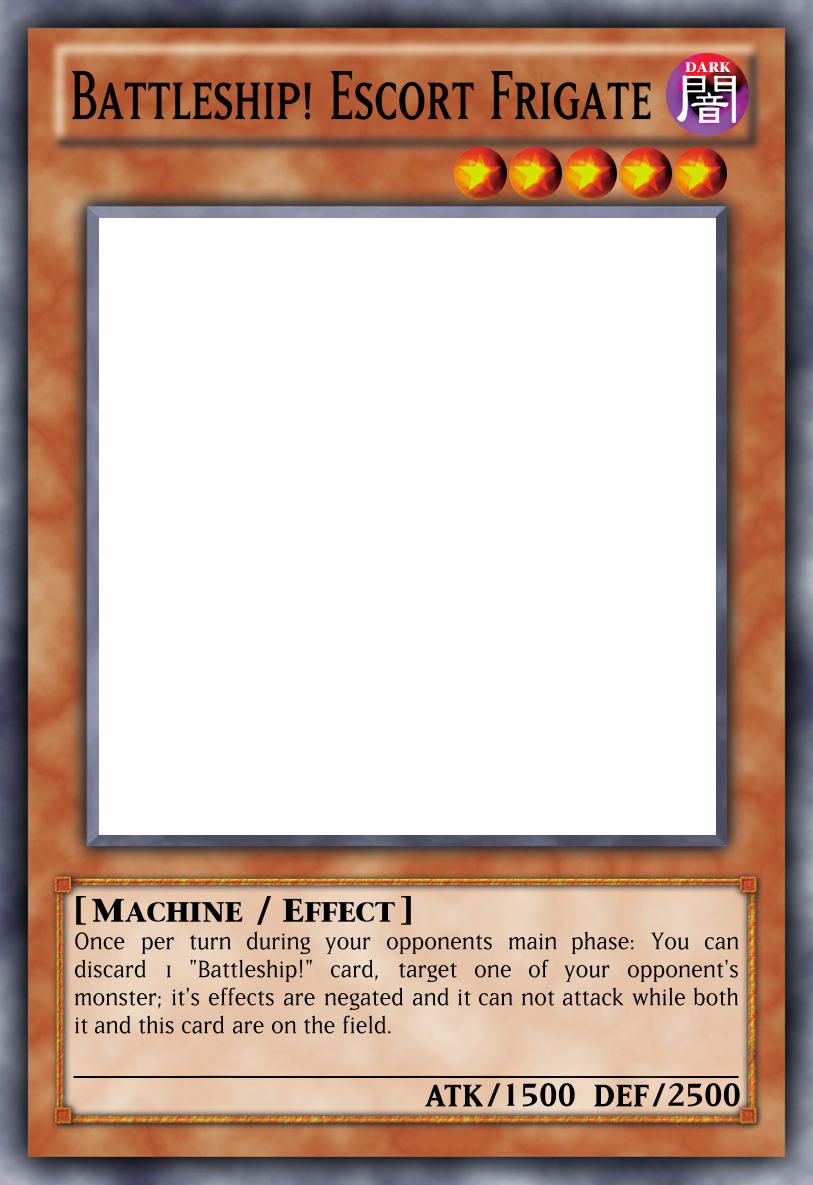 Battleship! Escort Frigate
DARK
闇
[ Machine / Effect ]
Once per turn during your opponents main phase: You can
discard 1 "Battleship!" card, target one of your opponent's
monster; it's effects are negated and it can not attack while both
it and this card are on the field.
ATK/1500 DEF/2500